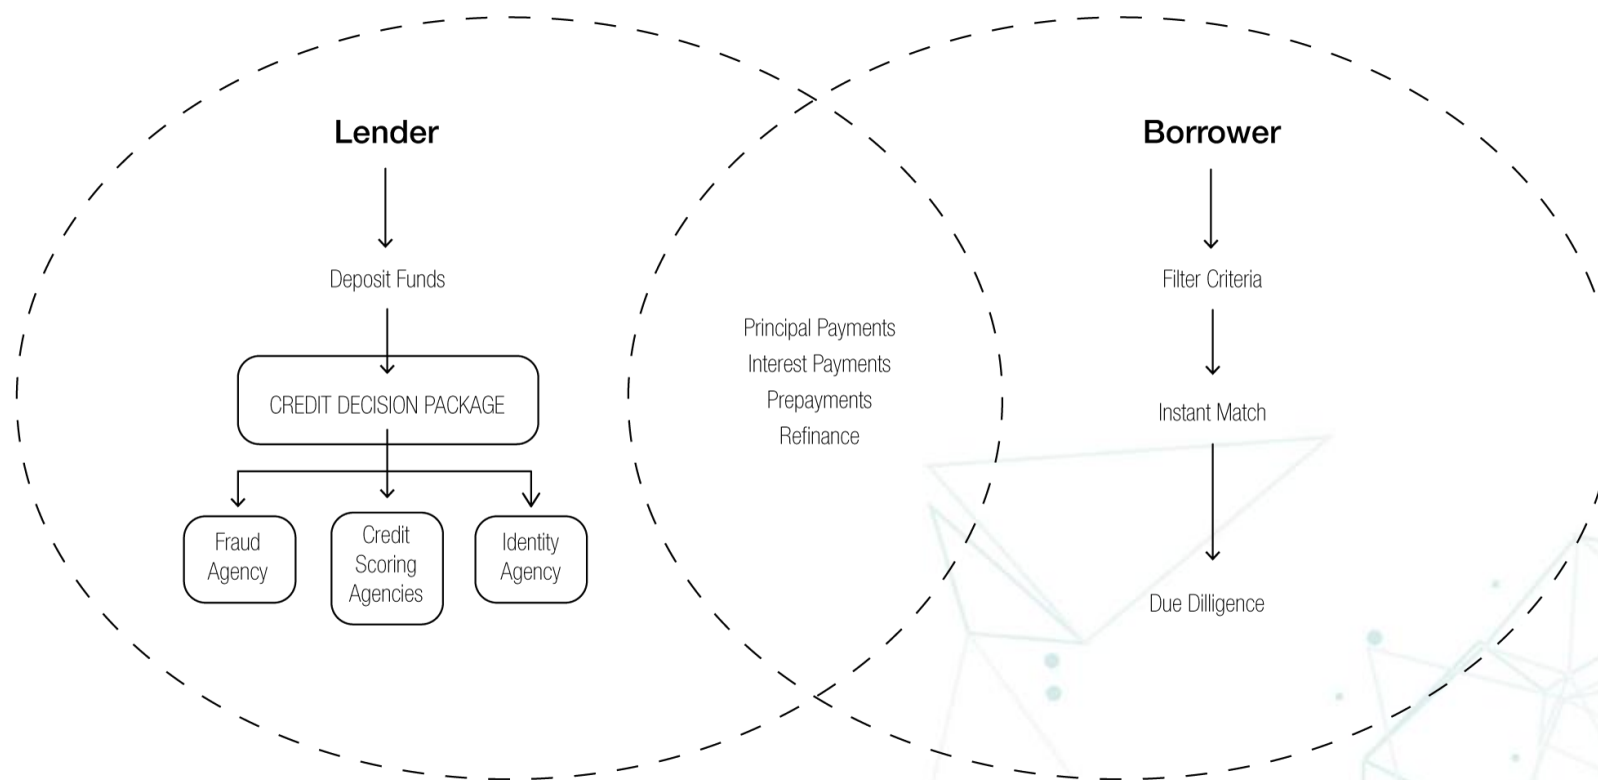 Lender
Deposit Funds
CREDIT DECISION PACKAGE
Fraud
Agency
Credit
Scoring
Agencies
Identity
Agency
Principal Payments
Interest Payments
Prepayments
Refinance
Borrower
Filter Criteria
Instant Match
Due Dilligence